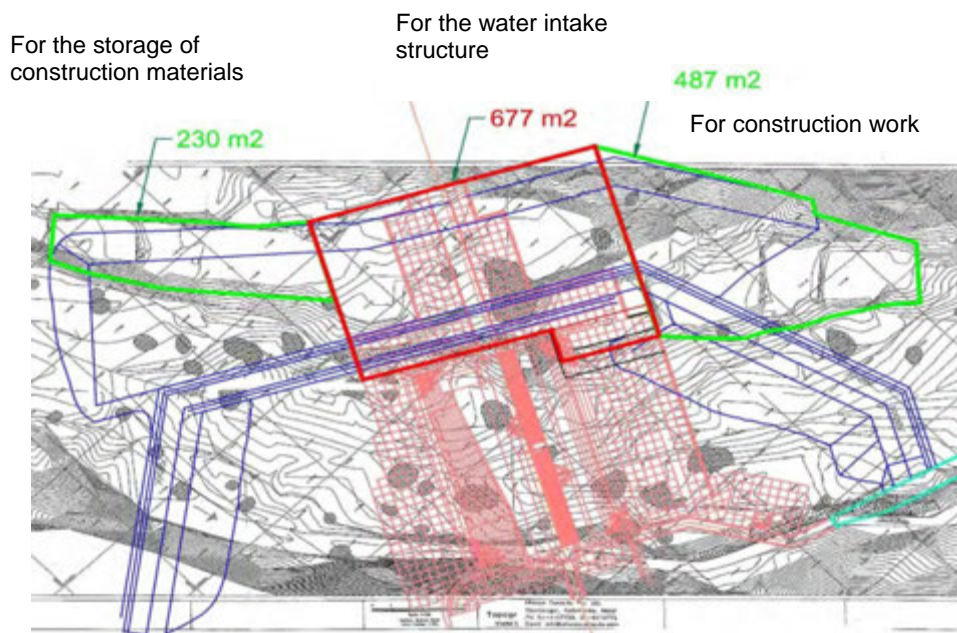 For the storage of
construction materials
For the water intake
structure
487 m2
For construction work
677 m2
230 m2